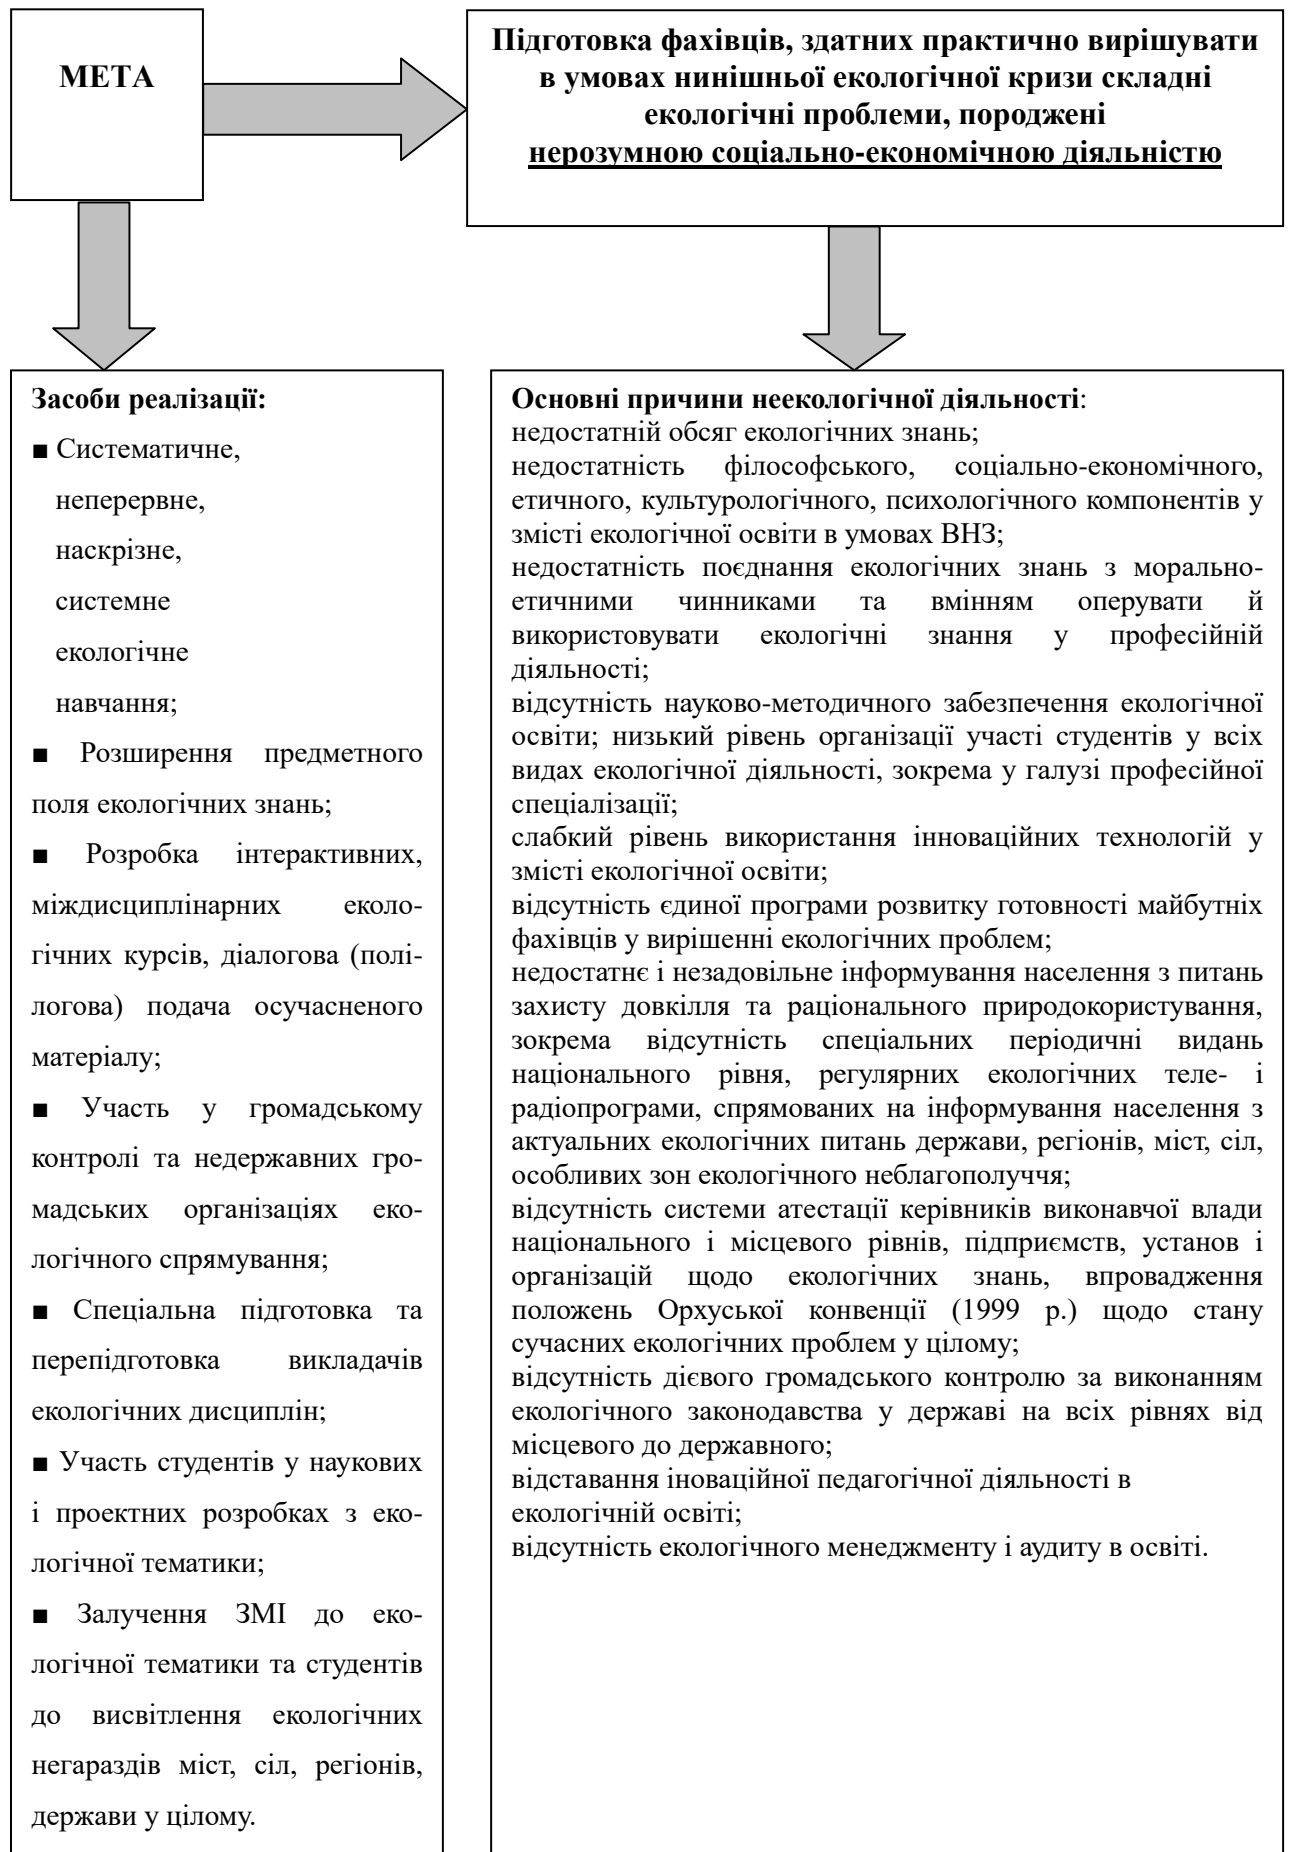 МЕТА
Підготовка фахівців, здатних практично вирішувати
в умовах нинішньої екологічної кризи складні
екологічні проблеми, породжені
нерозумною соціально-економічною діяльністю
Засоби реалізації:
■ Систематичне,
неперервне,
наскрізне,
системне
екологічне
навчання;
■ Розширення предметного
поля екологічних знань;
■ Розробка інтерактивних,
міждисциплінарних еколо-
гічних курсів, діалогова (полі-
логова) подача осучасненого
матеріалу;
■ Участь у громадському
контролі та недержавних гро-
мадських організаціях еко-
логічного спрямування;
■ Спеціальна підготовка та
перепідготовка викладачів
екологічних дисциплін;
■ Участь студентів у наукових
і проектних розробках з еко-
логічної тематики;
■ Залучення ЗМІ до еко-
логічної тематики та студентів
до висвітлення екологічних
негараздів міст, сіл, регіонів,
держави у цілому.
Основні причини неекологічної діяльності:
недостатній обсяг екологічних знань;
недостатність філософського, соціально-економічного,
етичного, культурологічного, психологічного компонентів у
змісті екологічної освіти в умовах ВНЗ;
недостатність поєднання екологічних знань з морально-
етичними чинниками та вмінням оперувати й
використовувати екологічні знання у професійній
діяльності;
відсутність науково-методичного забезпечення екологічної
освіти; низький рівень організації участі студентів у всіх
видах екологічної діяльності, зокрема у галузі професійної
спеціалізації;
слабкий рівень використання інноваційних технологій у
змісті екологічної освіти;
відсутність єдиної програми розвитку готовності майбутніх
фахівців у вирішенні екологічних проблем;
недостатнє і незадовільне інформування населення з питань
захисту довкілля та раціонального природокористування,
зокрема відсутність спеціальних періодичні видань
національного рівня, регулярних екологічних теле- і
радіопрограми, спрямованих на інформування населення з
актуальних екологічних питань держави, регіонів, міст, сіл,
особливих зон екологічного неблагополуччя;
відсутність системи атестації керівників виконавчої влади
національного і місцевого рівнів, підприємств, установ і
організацій щодо екологічних знань, впровадження
положень Орхуської конвенції (1999 р.) щодо стану
сучасних екологічних проблем у цілому;
відсутність дієвого громадського контролю за виконанням
екологічного законодавства у державі на всіх рівнях від
місцевого до державного;
відставання іноваційної педагогічної діяльності в
екологічній освіті;
відсутність екологічного менеджменту і аудиту в освіті.